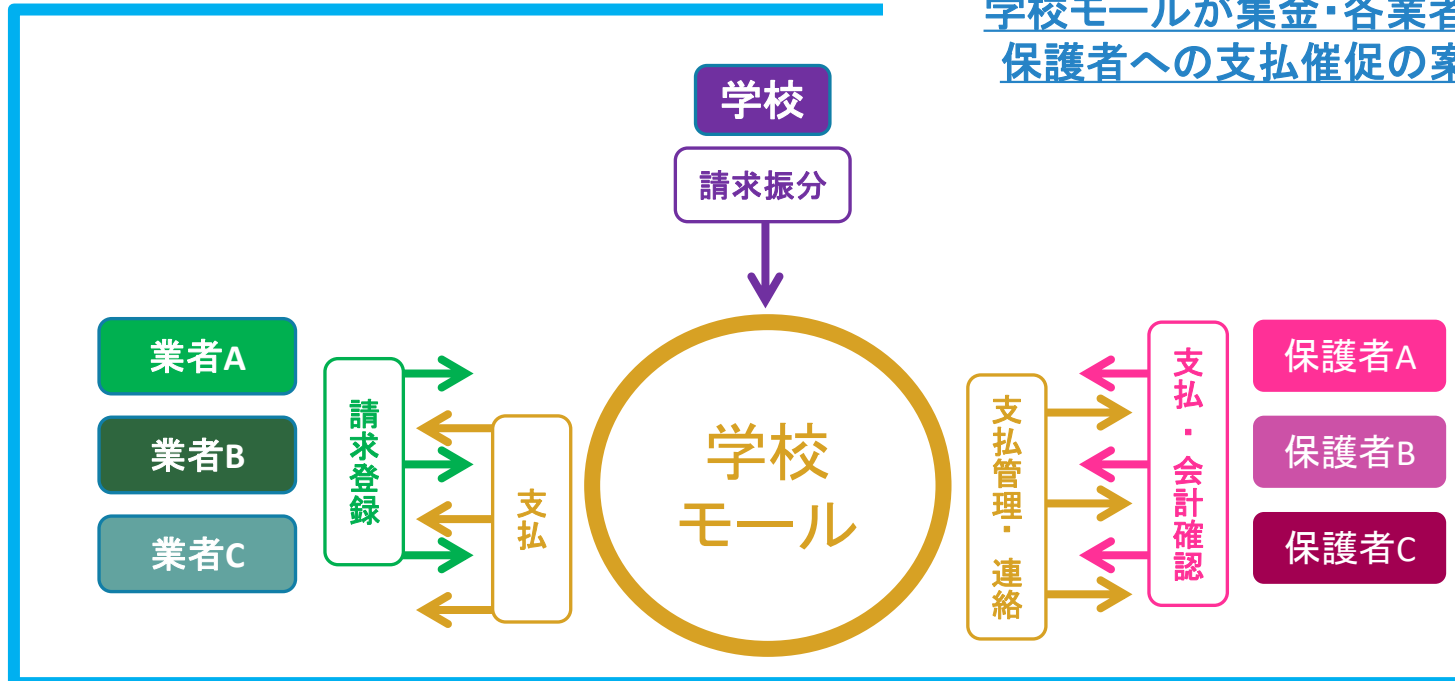 学校モールが集金・各業者
保護者への支払催促の案
学校
請求振分
業者A
業者B
業者C
請求登録
支払
学校
モール
支払管理・連絡
支払・会計確認
保護者A
保護者B
保護者C